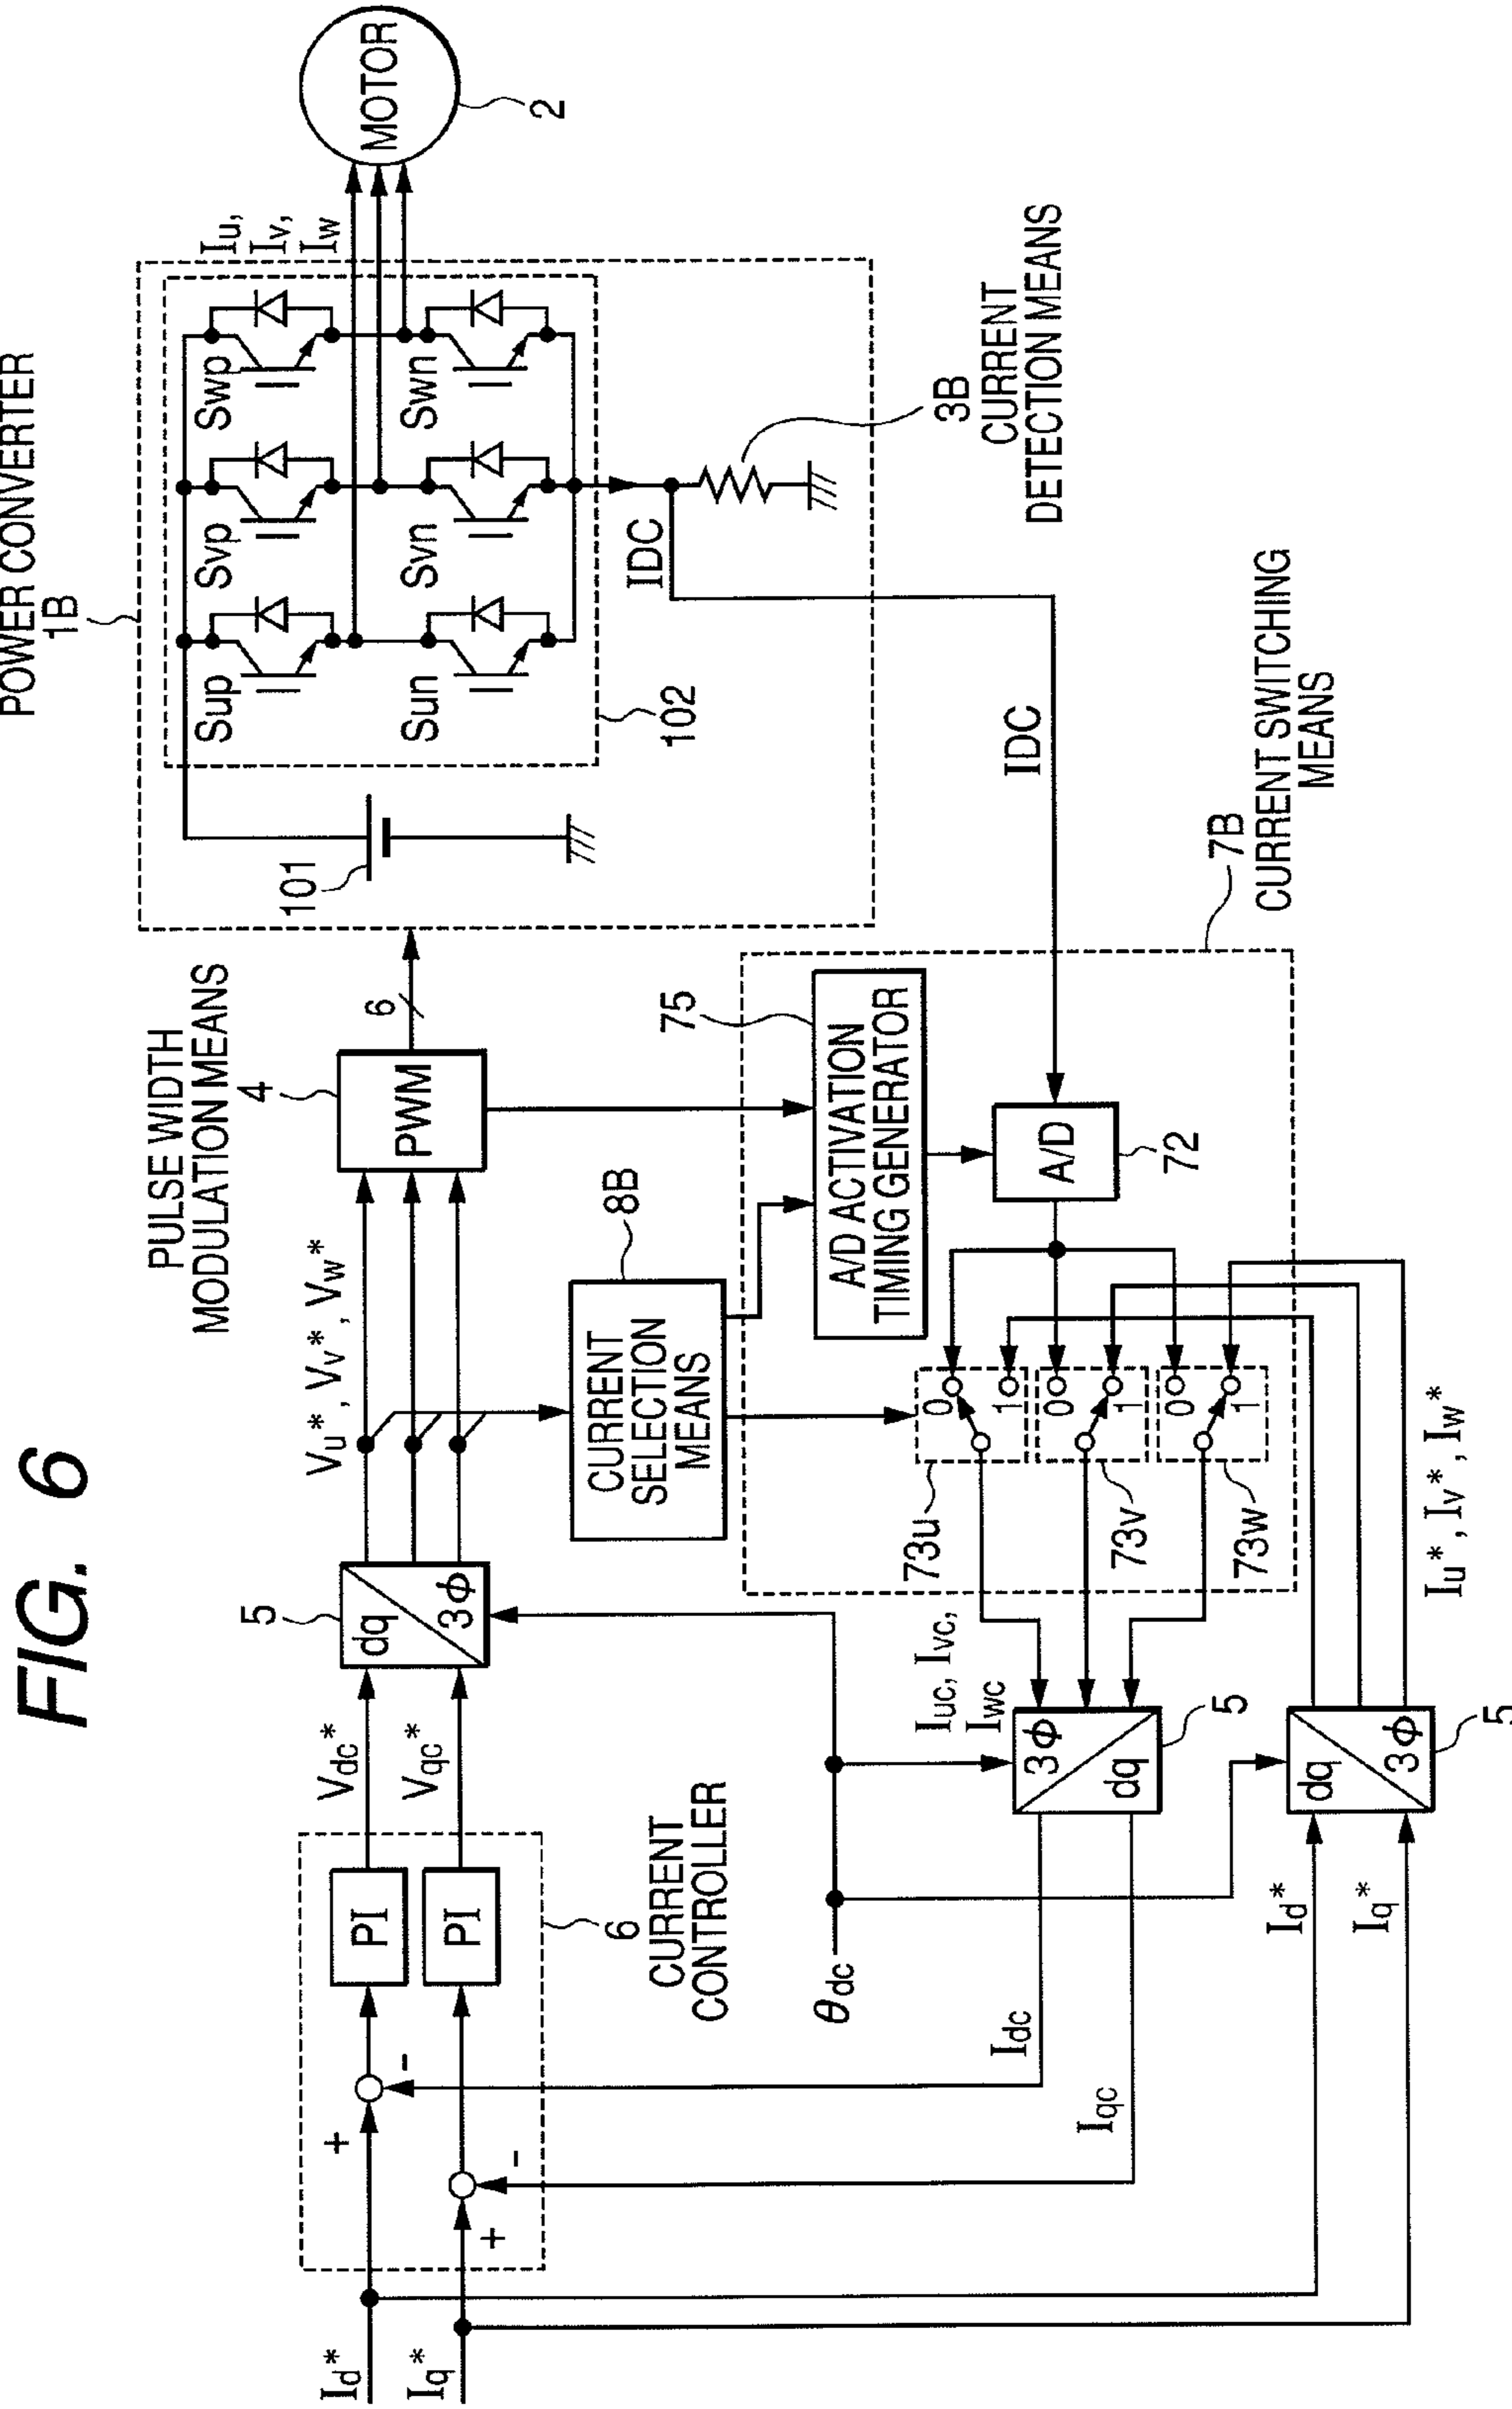 FIG. 6
POWER CONVERTER
1B
PULSE WIDTH
MODULATION MEANS
4
Vu*, Vv*, Vw*
5
dq
3ϕ
Vdc*
Vqc*
PI
PI
6
CURRENT
CONTROLLER
+
-
+
-
Id*
Iq*
PWM
6
101
102
Sup
Svp
Swp
Sun
Svn
Swn
Iu,
Iv,
Iw
MOTOR
2
IDC
3B
CURRENT
DETECTION MEANS
8B
CURRENT
SELECTION
MEANS
75
A/D ACTIVATION
TIMING GENERATOR
A/D
72
IDC
7B
CURRENT SWITCHING
MEANS
0
1
0
1
0
1
73u
73v
73w
Iuc, Ivc,
Iwc
3ϕ
dq
5
θdc
Idc
Iqc
Id*
Iq*
dq
3ϕ
5
Iu*, Iv*, Iw*